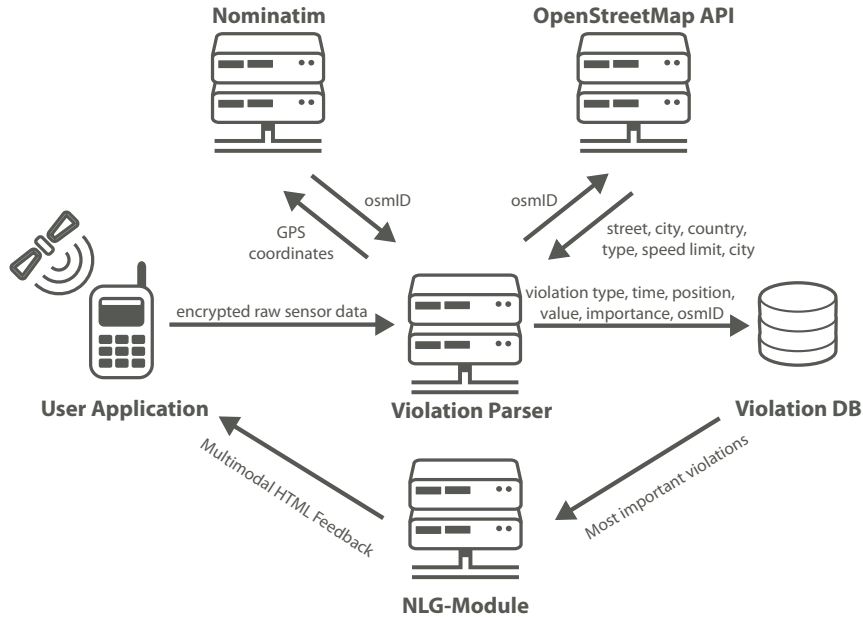 Nominatim
OpenStreetMap API
osmID
osmID
GPS
coordinates
street, city, country,
type, speed limit, city
encrypted raw sensor data
violation type, time, position,
value, importance, osmID
User Application
Violation Parser
Violation DB
Multimodal HTML Feedback
Most important violations
NLG-Module